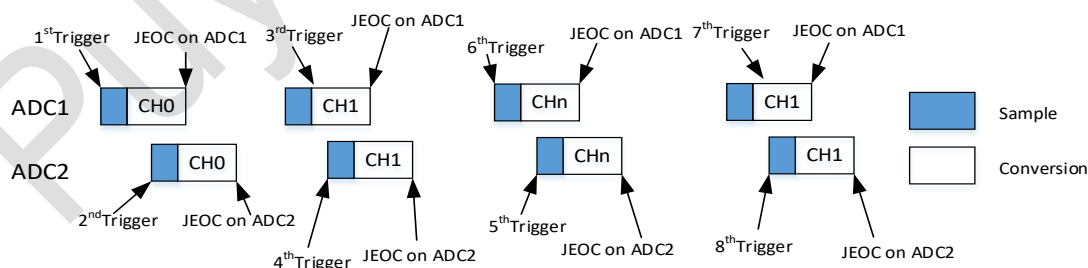 1stTrigger JEOC on ADC1 3rdTrigger JEOC on ADC1 6thTrigger JEOC on ADC1 7thTrigger JEOC on ADC1
ADC1 CH0 CH1 CHn CH1 Sample
ADC2 CH0 CH1 CHn CH1 Conversion
2ndTrigger JEOC on ADC2 4thTrigger JEOC on ADC2 5thTrigger JEOC on ADC2 8thTrigger JEOC on ADC2
Puy